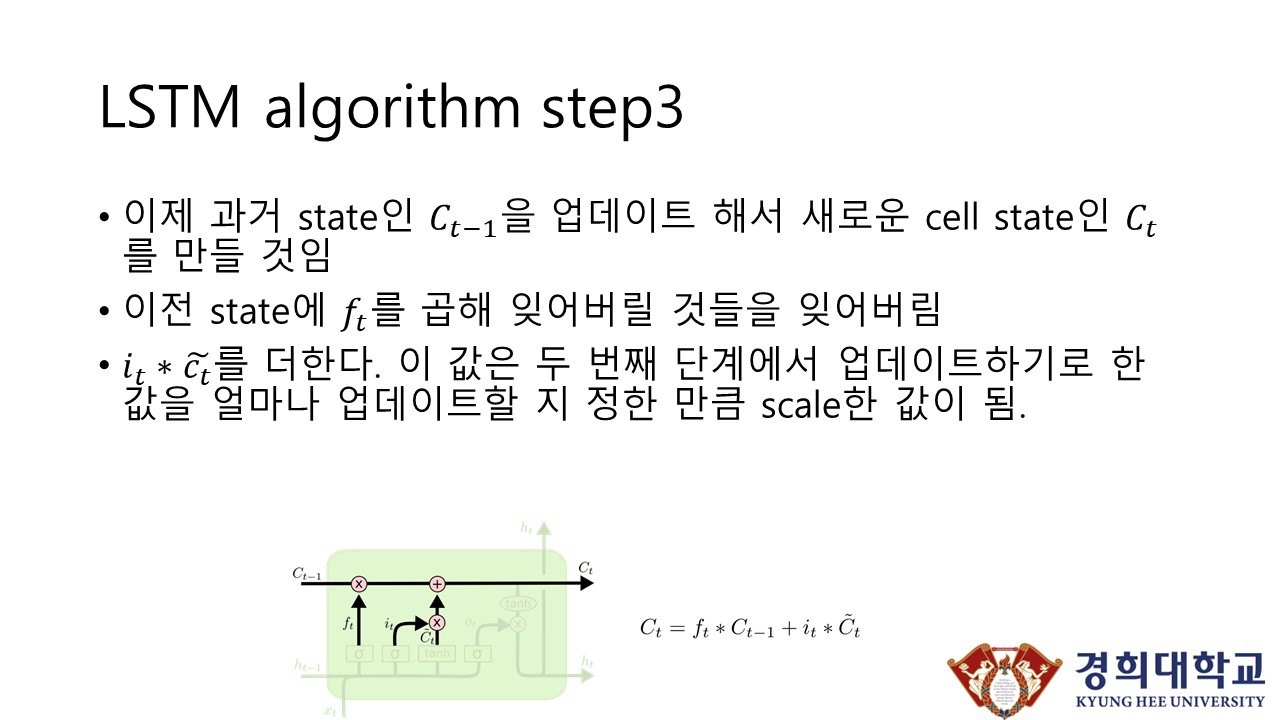 LSTM algorithm step3
• 이제 과거 state인 C_{t−1}을 업데이트 해서 새로운 cell state인 C_t
를 만들 것임
• 이전 state에 f_t를 곱해 잊어버릴 것들을 잊어버림
• i_t ∗ c̃_t를 더한다. 이 값은 두 번째 단계에서 업데이트하기로 한
값을 얼마나 업데이트할 지 정한 만큼 scale한 값이 됨.
h_t
C_{t−1} x + C_t
tanh
f_t i_t x o_t x
C̃_t
σ σ tanh σ
h_{t−1} h_t
x_t
C_t = f_t ∗ C_{t−1} + i_t ∗ C̃_t
경희대학교
KYUNG HEE UNIVERSITY